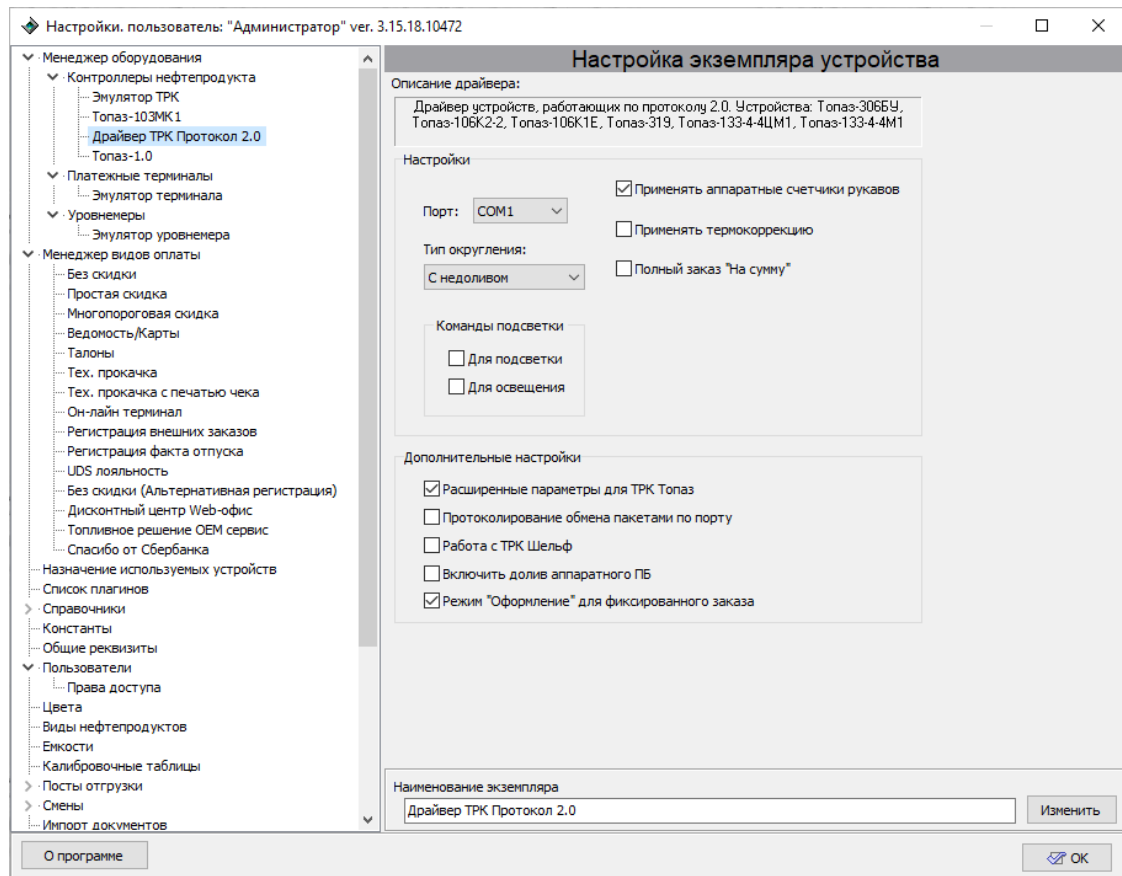 Настройки. пользователь: "Администратор" ver. 3.15.18.10472
Менеджер оборудования
Контроллеры нефтепродукта
Эмулятор ТРК
Топаз-103МК1
Драйвер ТРК Протокол 2.0
Топаз-1.0
Платежные терминалы
Эмулятор терминала
Уровнемеры
Эмулятор уровнемера
Менеджер видов оплаты
Без скидки
Простая скидка
Многопороговая скидка
Ведомость/Карты
Талоны
Тех. прокачка
Тех. прокачка с печатью чека
Он-лайн терминал
Регистрация внешних заказов
Регистрация факта отпуска
UDS лояльность
Без скидки (Альтернативная регистрация)
Дисконтный центр Web-офис
Топливное решение OEM сервис
Спасибо от Сбербанка
Назначение используемых устройств
Список плагинов
Справочники
Константы
Общие реквизиты
Пользователи
Права доступа
Цвета
Виды нефтепродуктов
Емкости
Калибровочные таблицы
Посты отгрузки
Смены
Импорт документов
Настройка экземпляра устройства
Описание драйвера:
Драйвер устройств, работающих по протоколу 2.0. Устройства: Топаз-306БУ,
Топаз-106К2-2, Топаз-106К1Е, Топаз-319, Топаз-133-4-4ЦМ1, Топаз-133-4-4М1
Настройки
Порт: COM1
Тип округления:
С недоливом
Применять аппаратные счетчики рукавов
Применять термокоррекцию
Полный заказ "На сумму"
Команды подсветки
Для подсветки
Для освещения
Дополнительные настройки
Расширенные параметры для ТРК Топаз
Протоколирование обмена пакетами по порту
Работа с ТРК Шельф
Включить долив аппаратного ПБ
Режим "Оформление" для фиксированного заказа
Наименование экземпляра
Драйвер ТРК Протокол 2.0
Изменить
О программе
OK